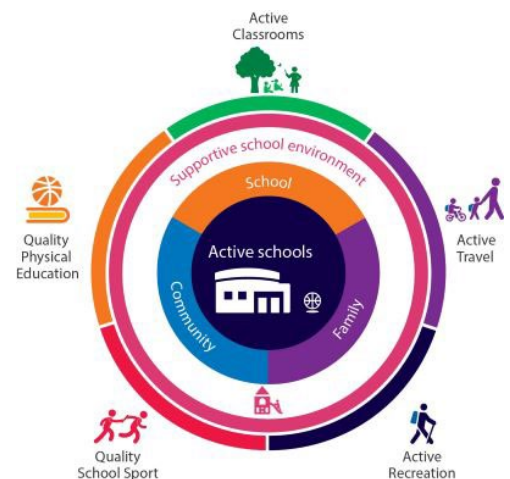 Active
Classrooms
Supportive school environment
School
Quality
Physical
Education
Active schools
Active
Travel
Community
Family
Quality
School Sport
Active
Recreation